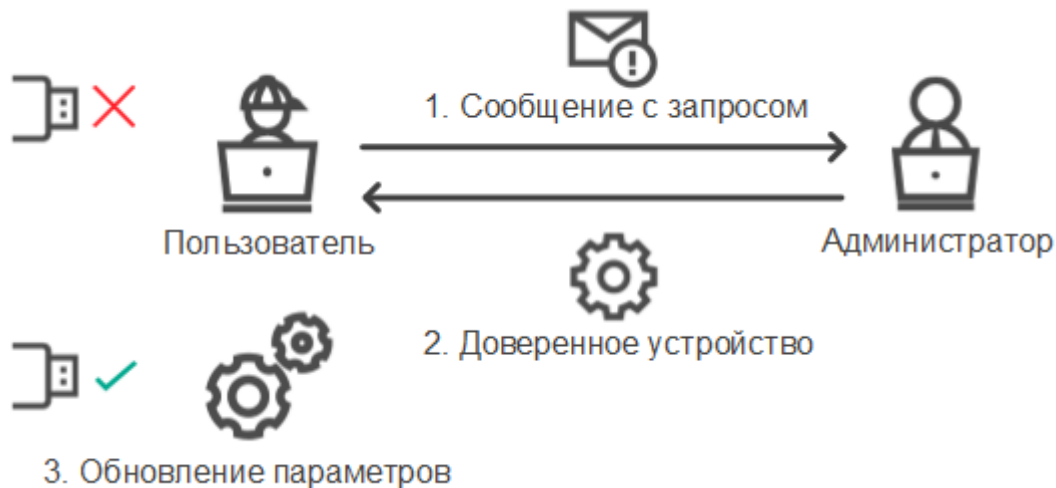 1. Сообщение с запросом
Пользователь
Администратор
2. Доверенное устройство
3. Обновление параметров